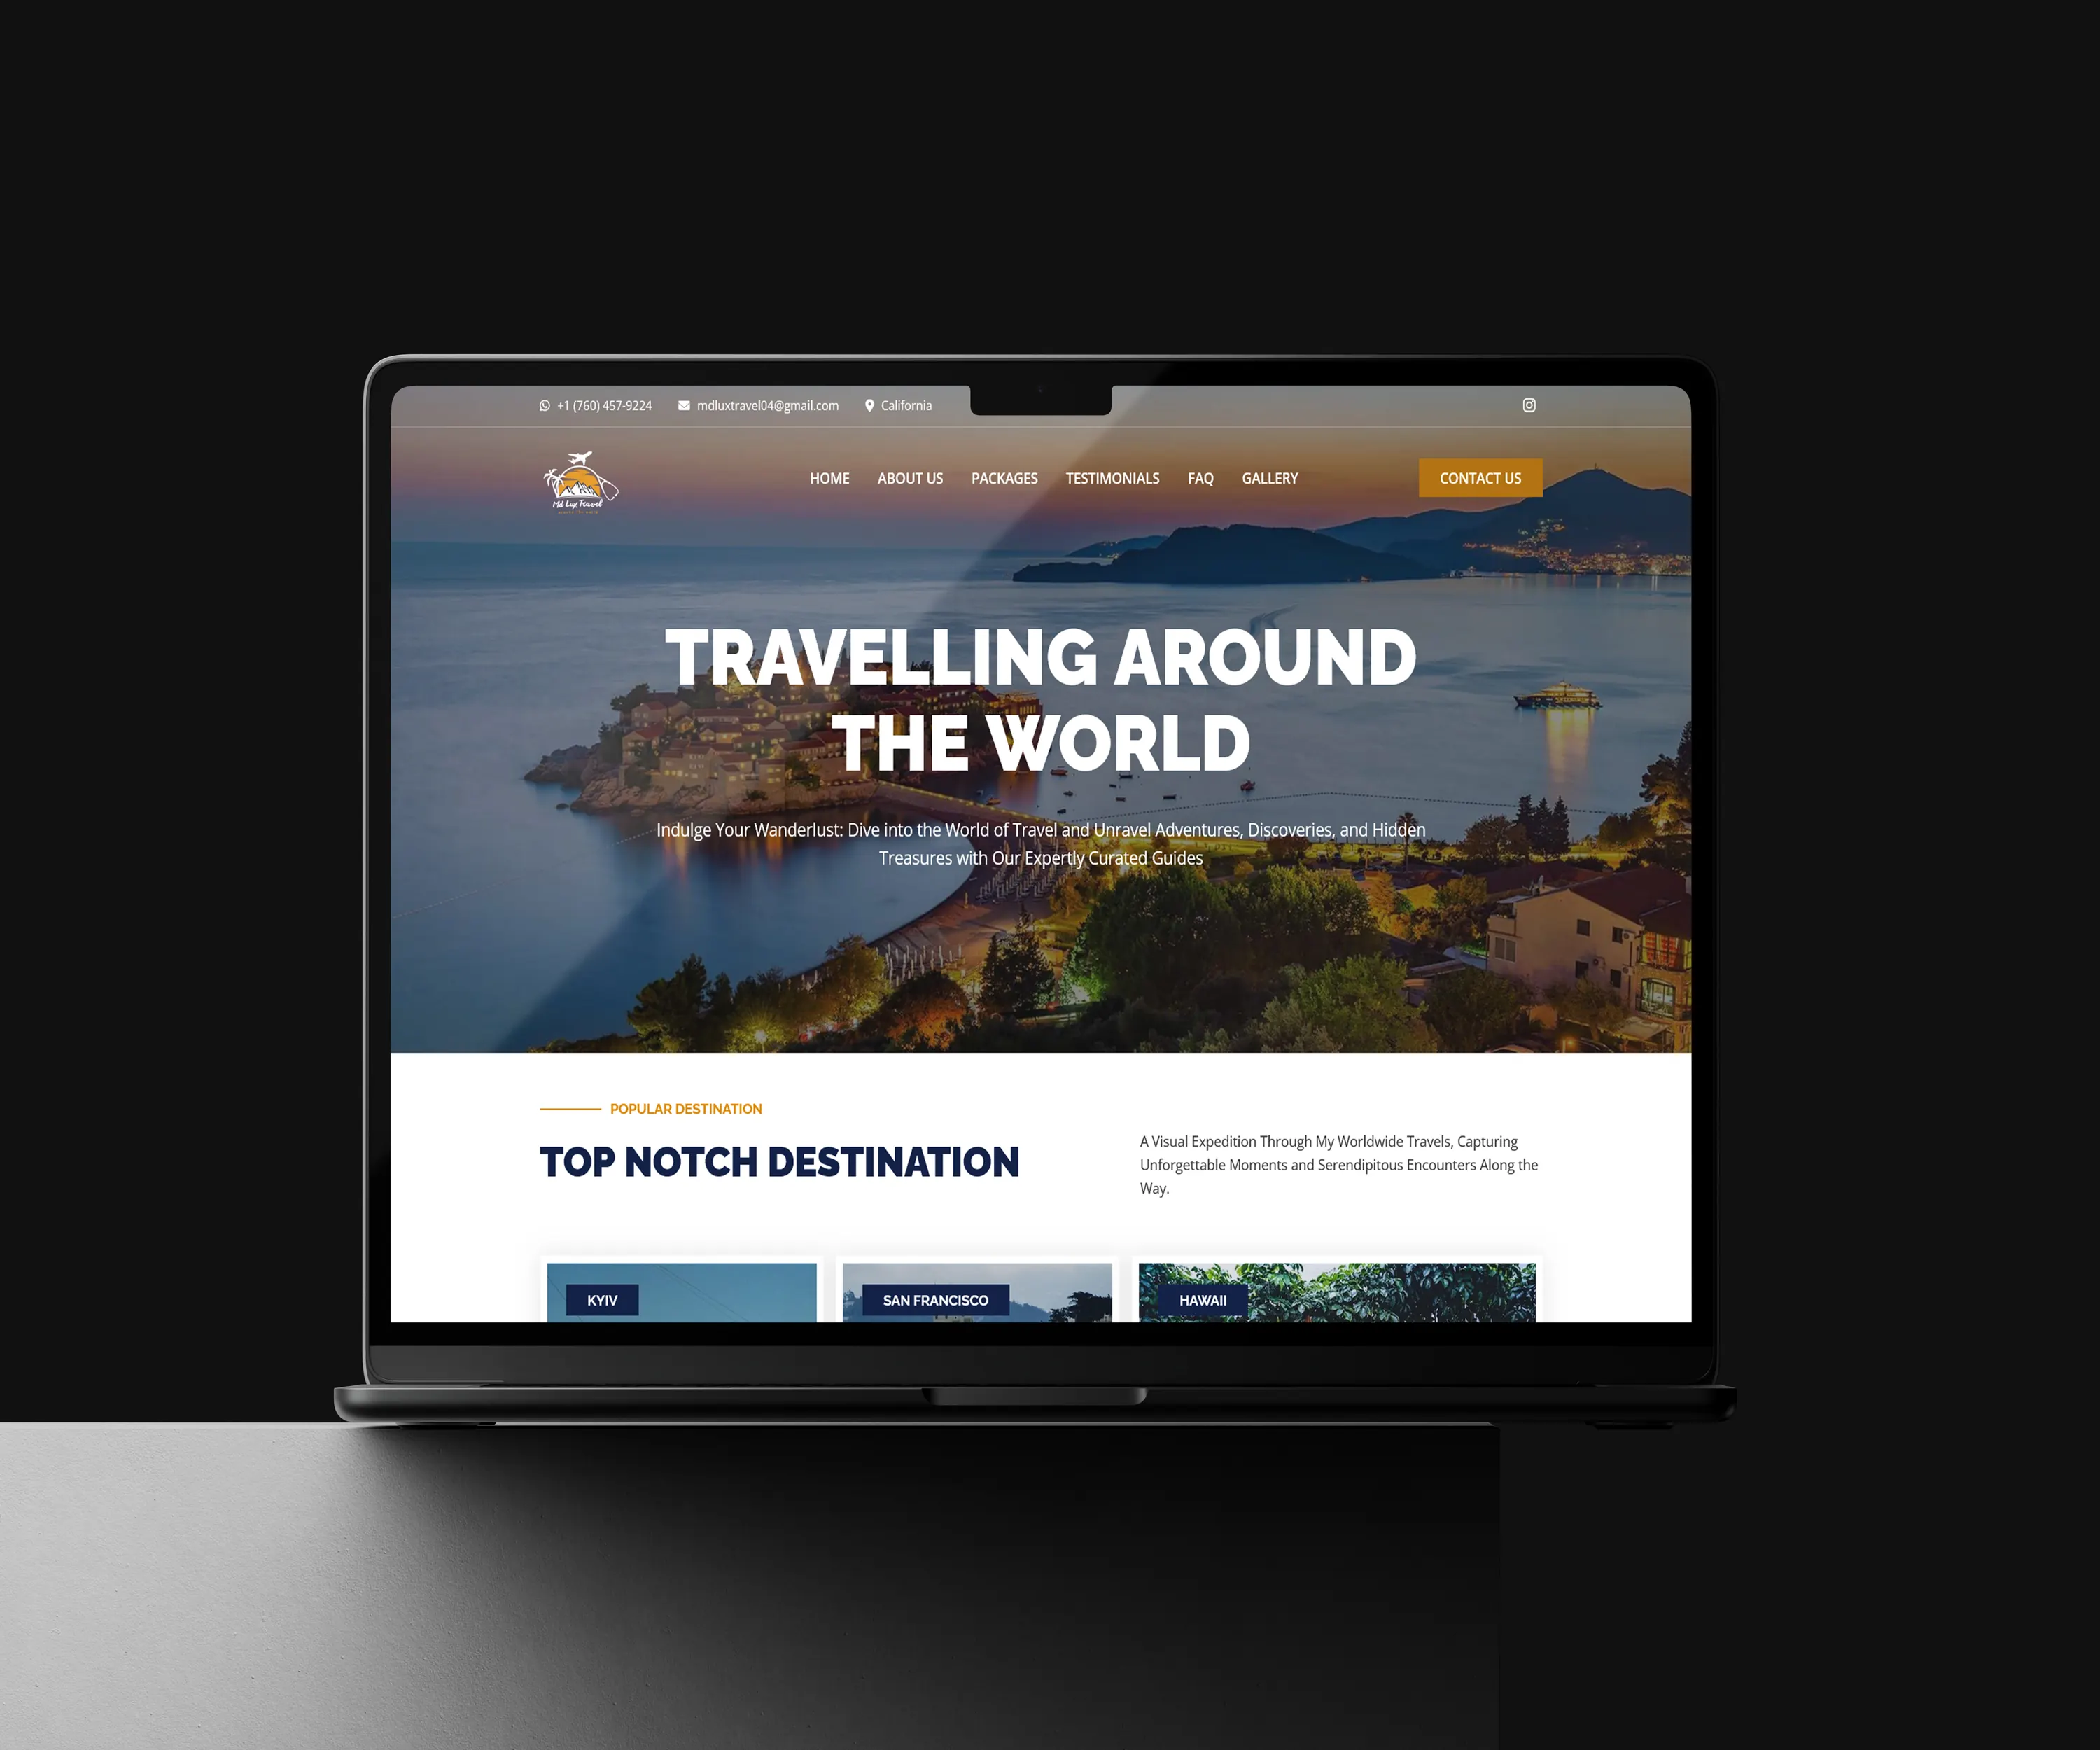 +1 (760) 457-9224 mdluxtravel04@gmail.com California
Md Lux Travel
HOME ABOUT US PACKAGES TESTIMONIALS FAQ GALLERY CONTACT US
TRAVELLING AROUND
THE WORLD
Indulge Your Wanderlust: Dive into the World of Travel and Unravel Adventures, Discoveries, and Hidden
Treasures with Our Expertly Curated Guides
POPULAR DESTINATION
TOP NOTCH DESTINATION
A Visual Expedition Through My Worldwide Travels, Capturing
Unforgettable Moments and Serendipitous Encounters Along the
Way.
KYIV
SAN FRANCISCO
HAWAII